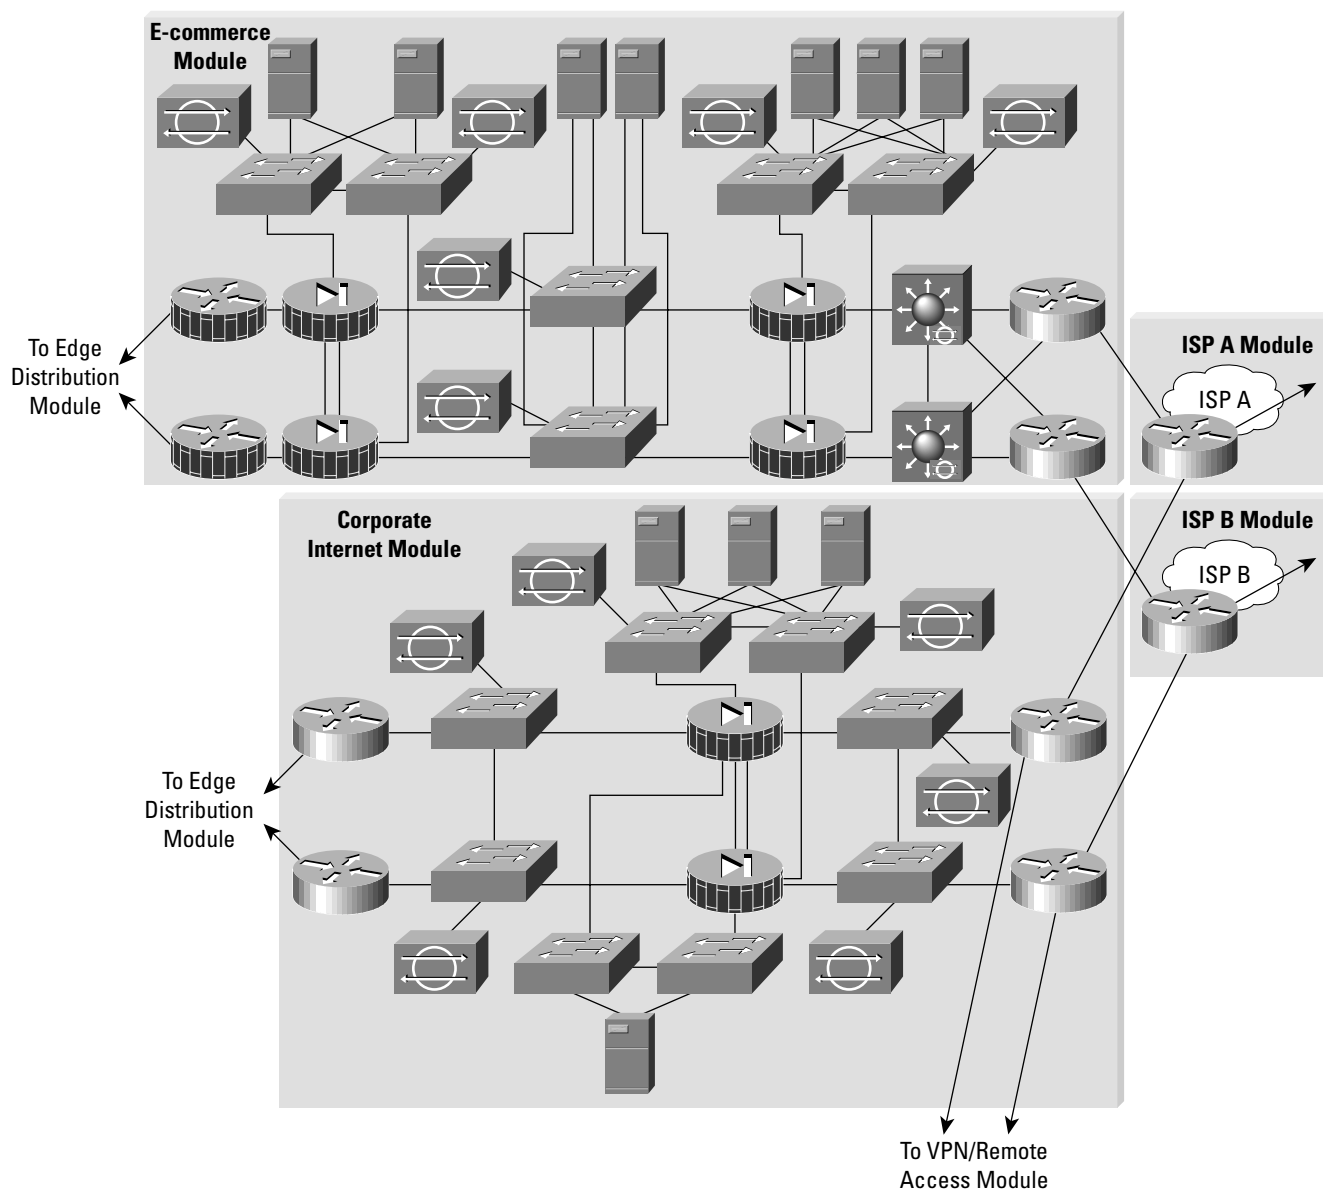 E-commerce
Module
To Edge
Distribution
Module
ISP A Module
ISP A
Corporate
Internet Module
ISP B Module
ISP B
To Edge
Distribution
Module
To VPN/Remote
Access Module